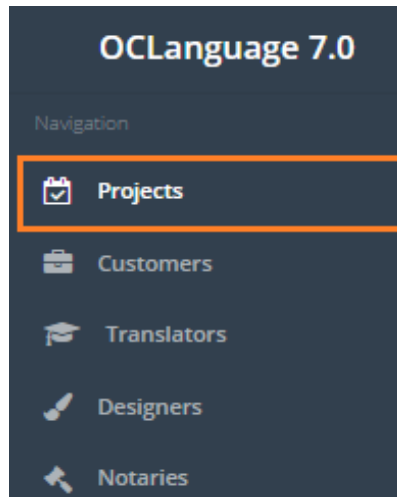 OCLanguage 7.0
Navigation
Projects
Customers
Translators
Designers
Notaries